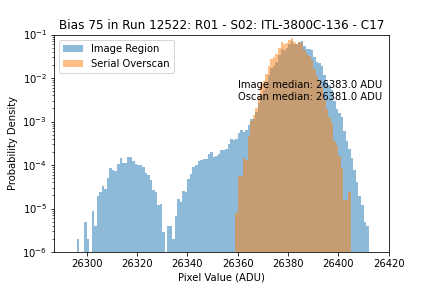 Bias 75 in Run 12522: R01 - S02: ITL-3800C-136 - C17
Image Region
Serial Overscan
Image median: 26383.0 ADU
Oscan median: 26381.0 ADU
Probability Density
10⁻¹
10⁻²
10⁻³
10⁻⁴
10⁻⁵
10⁻⁶
26300 26320 26340 26360 26380 26400 26420
Pixel Value (ADU)